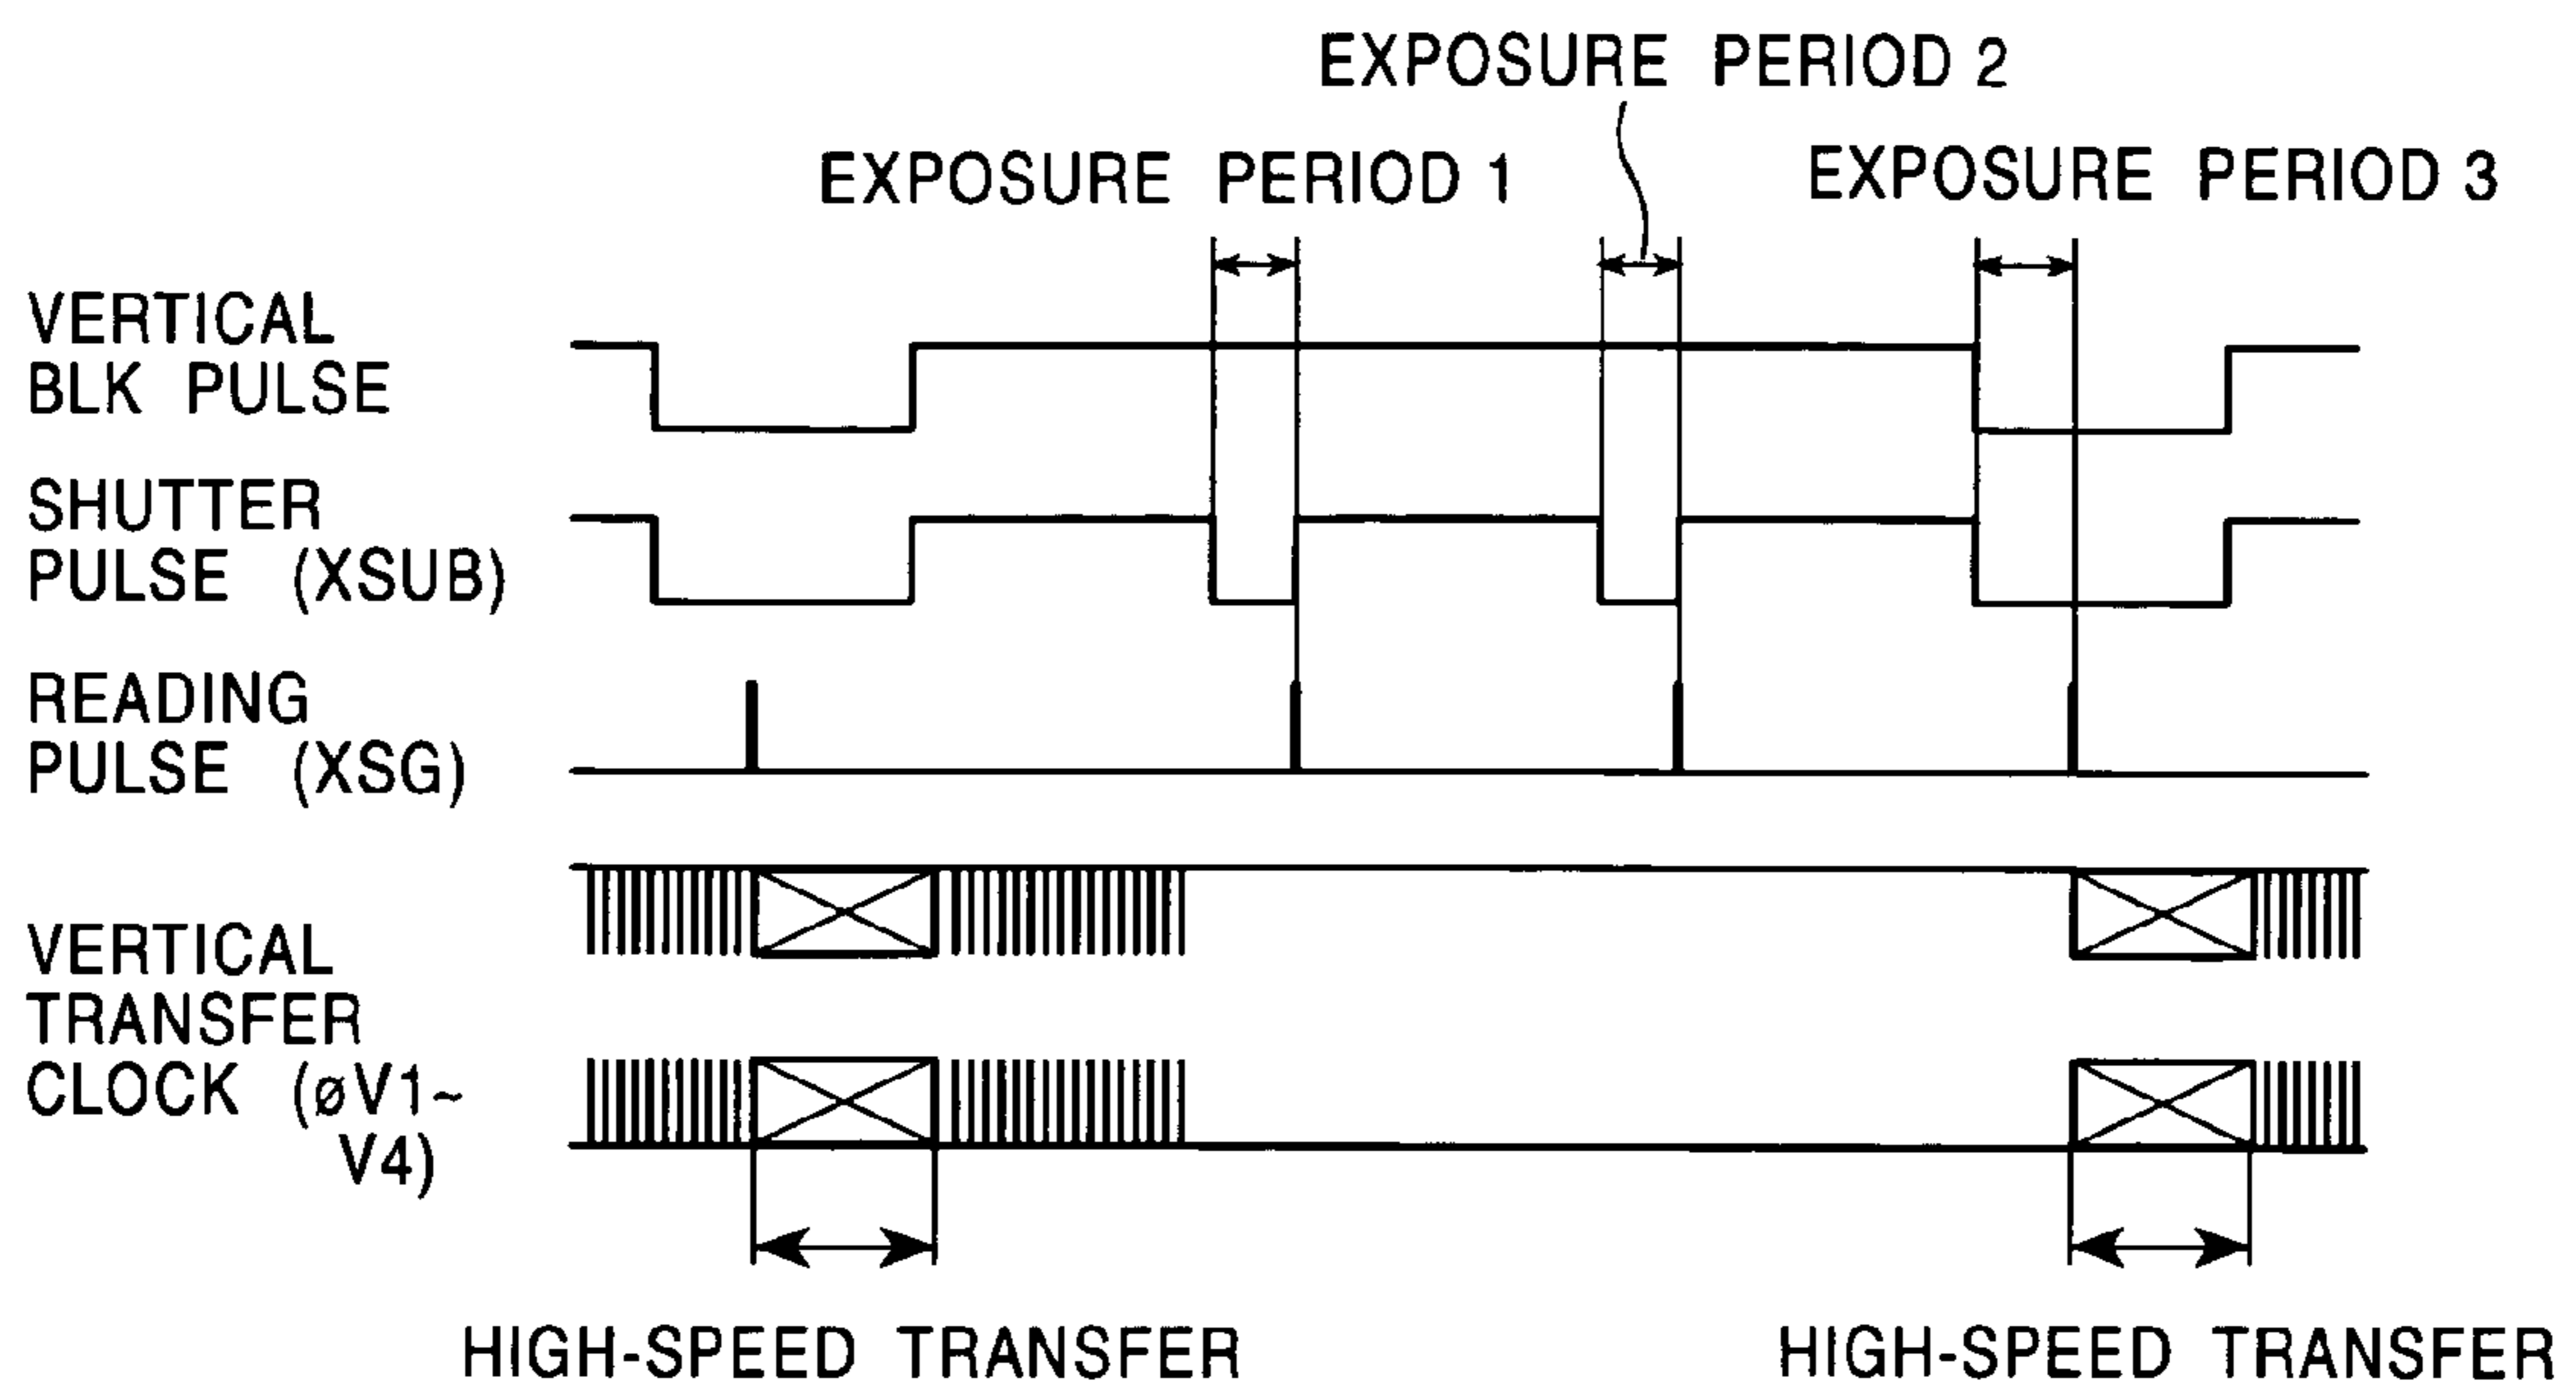 EXPOSURE PERIOD 2
EXPOSURE PERIOD 1
EXPOSURE PERIOD 3
VERTICAL
BLK PULSE
SHUTTER
PULSE (XSUB)
READING
PULSE (XSG)
VERTICAL
TRANSFER
CLOCK (øV1~
V4)
HIGH-SPEED TRANSFER
HIGH-SPEED TRANSFER